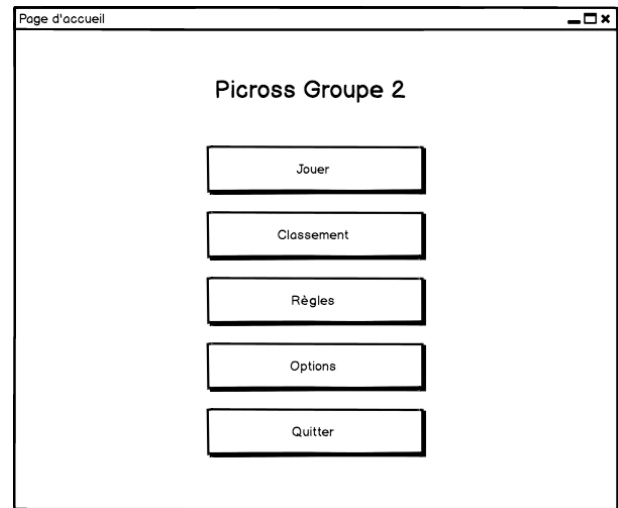 Page d'accueil
Picross Groupe 2
Jouer
Classement
Règles
Options
Quitter